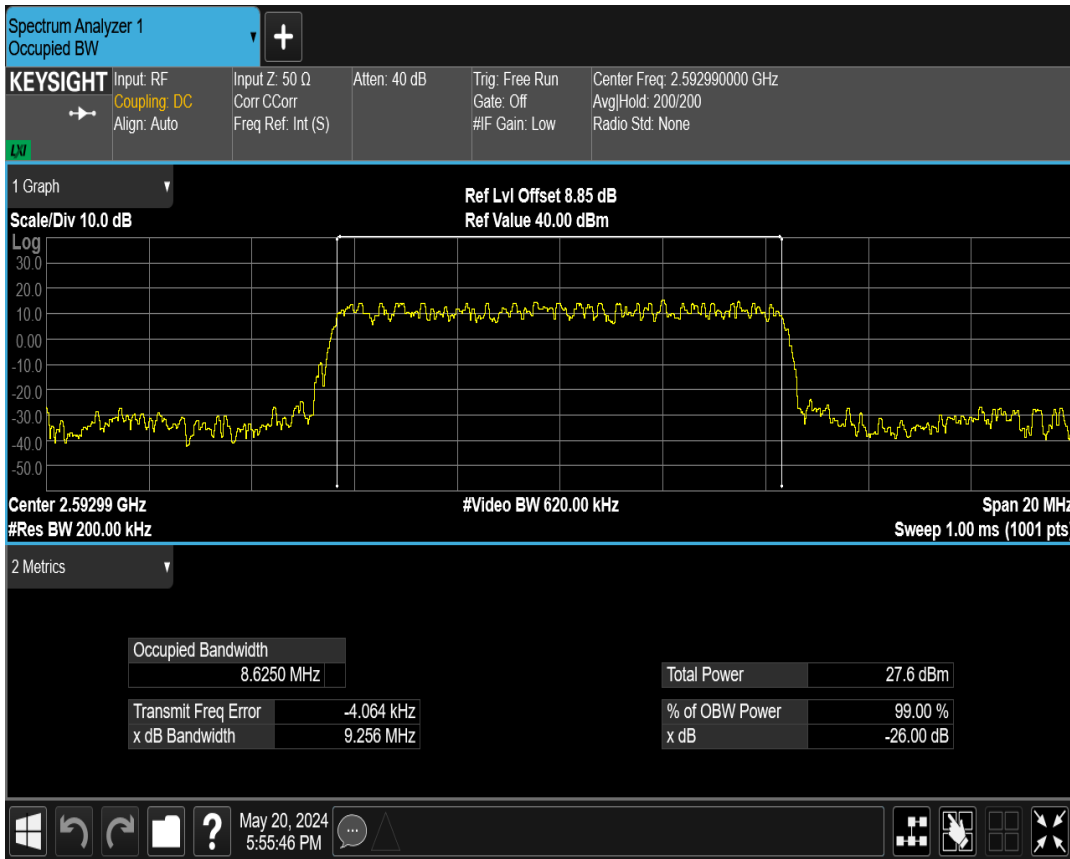 Spectrum Analyzer 1
Occupied BW
+
KEYSIGHT
LXI
Input: RF
Coupling: DC
Align: Auto
Input Z: 50 Ω
Corr CCorr
Freq Ref: Int (S)
Atten: 40 dB
Trig: Free Run
Gate: Off
#IF Gain: Low
Center Freq: 2.592990000 GHz
Avg|Hold: 200/200
Radio Std: None
1 Graph
Scale/Div 10.0 dB
Ref Lvl Offset 8.85 dB
Ref Value 40.00 dBm
Log
30.0
20.0
10.0
0.00
-10.0
-20.0
-30.0
-40.0
-50.0
Center 2.59299 GHz
#Video BW 620.00 kHz
Span 20 MHz
#Res BW 200.00 kHz
Sweep 1.00 ms (1001 pts)
2 Metrics
Occupied Bandwidth
8.6250 MHz
Transmit Freq Error -4.064 kHz
x dB Bandwidth 9.256 MHz
Total Power 27.6 dBm
% of OBW Power 99.00 %
x dB -26.00 dB
?
May 20, 2024
5:55:46 PM